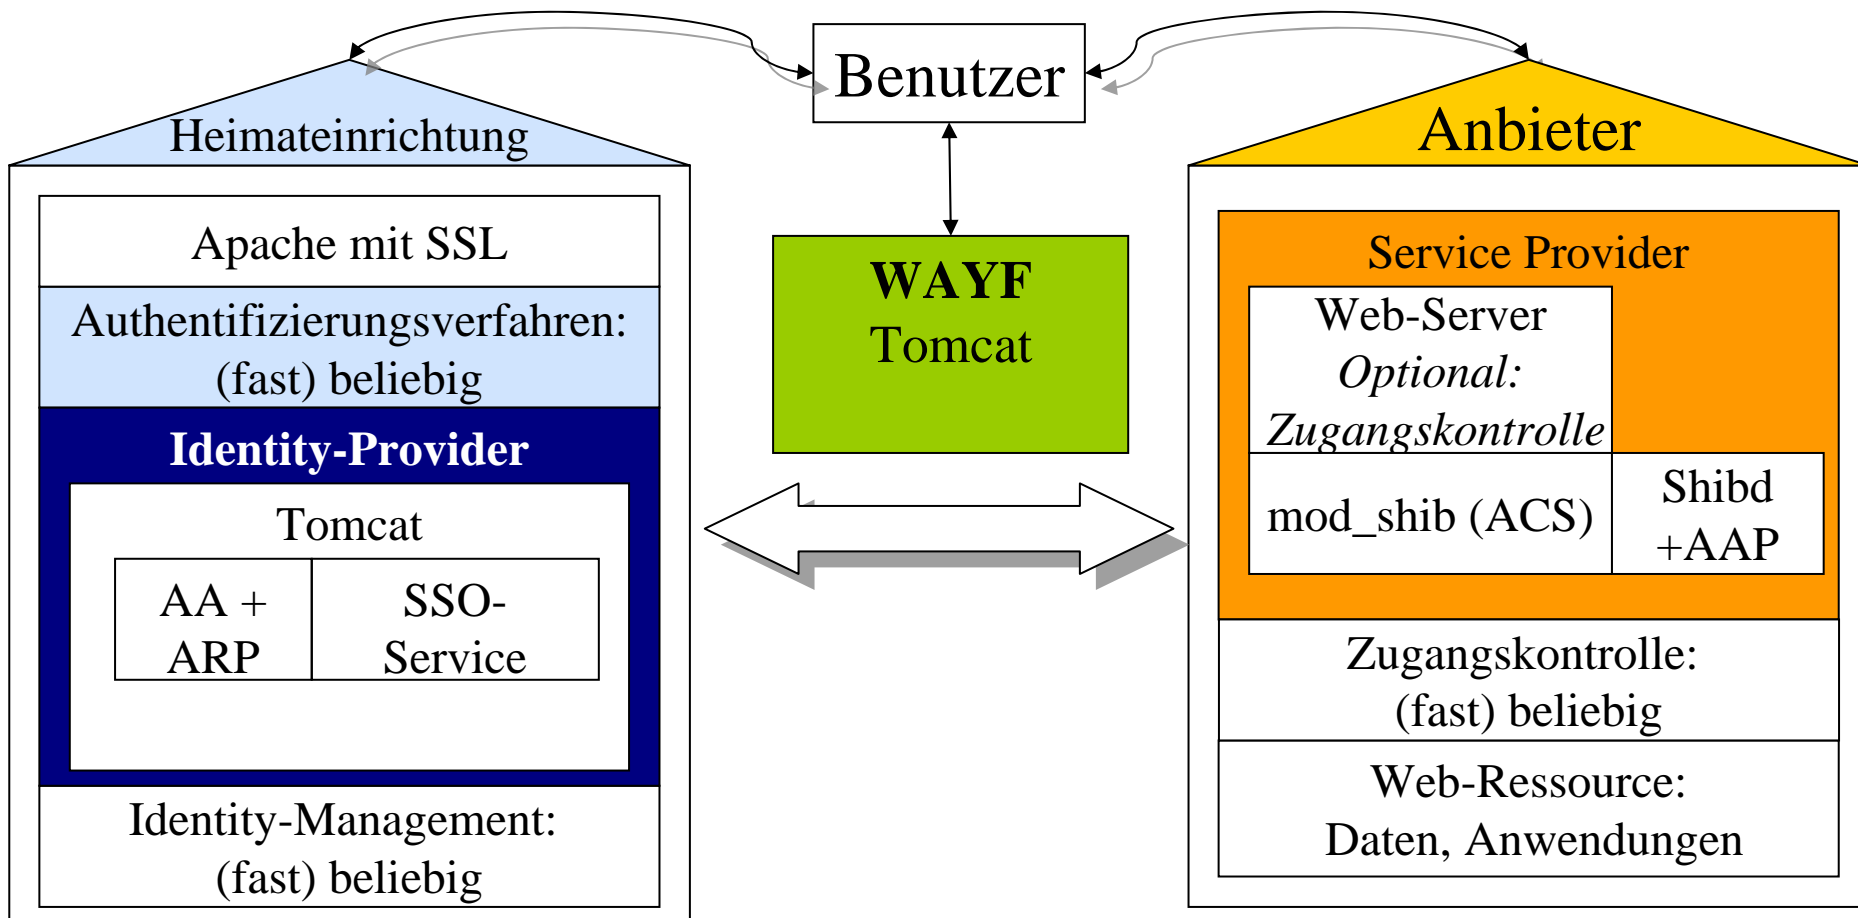 Benutzer
Heimateinrichtung
Apache mit SSL
Authentifizierungsverfahren:
(fast) beliebig
Identity-Provider
Tomcat
AA +
ARP
SSO-
Service
Identity-Management:
(fast) beliebig
WAYF
Tomcat
Anbieter
Service Provider
Web-Server
Optional:
Zugangskontrolle
mod_shib (ACS)
Shibd
+AAP
Zugangskontrolle:
(fast) beliebig
Web-Ressource:
Daten, Anwendungen